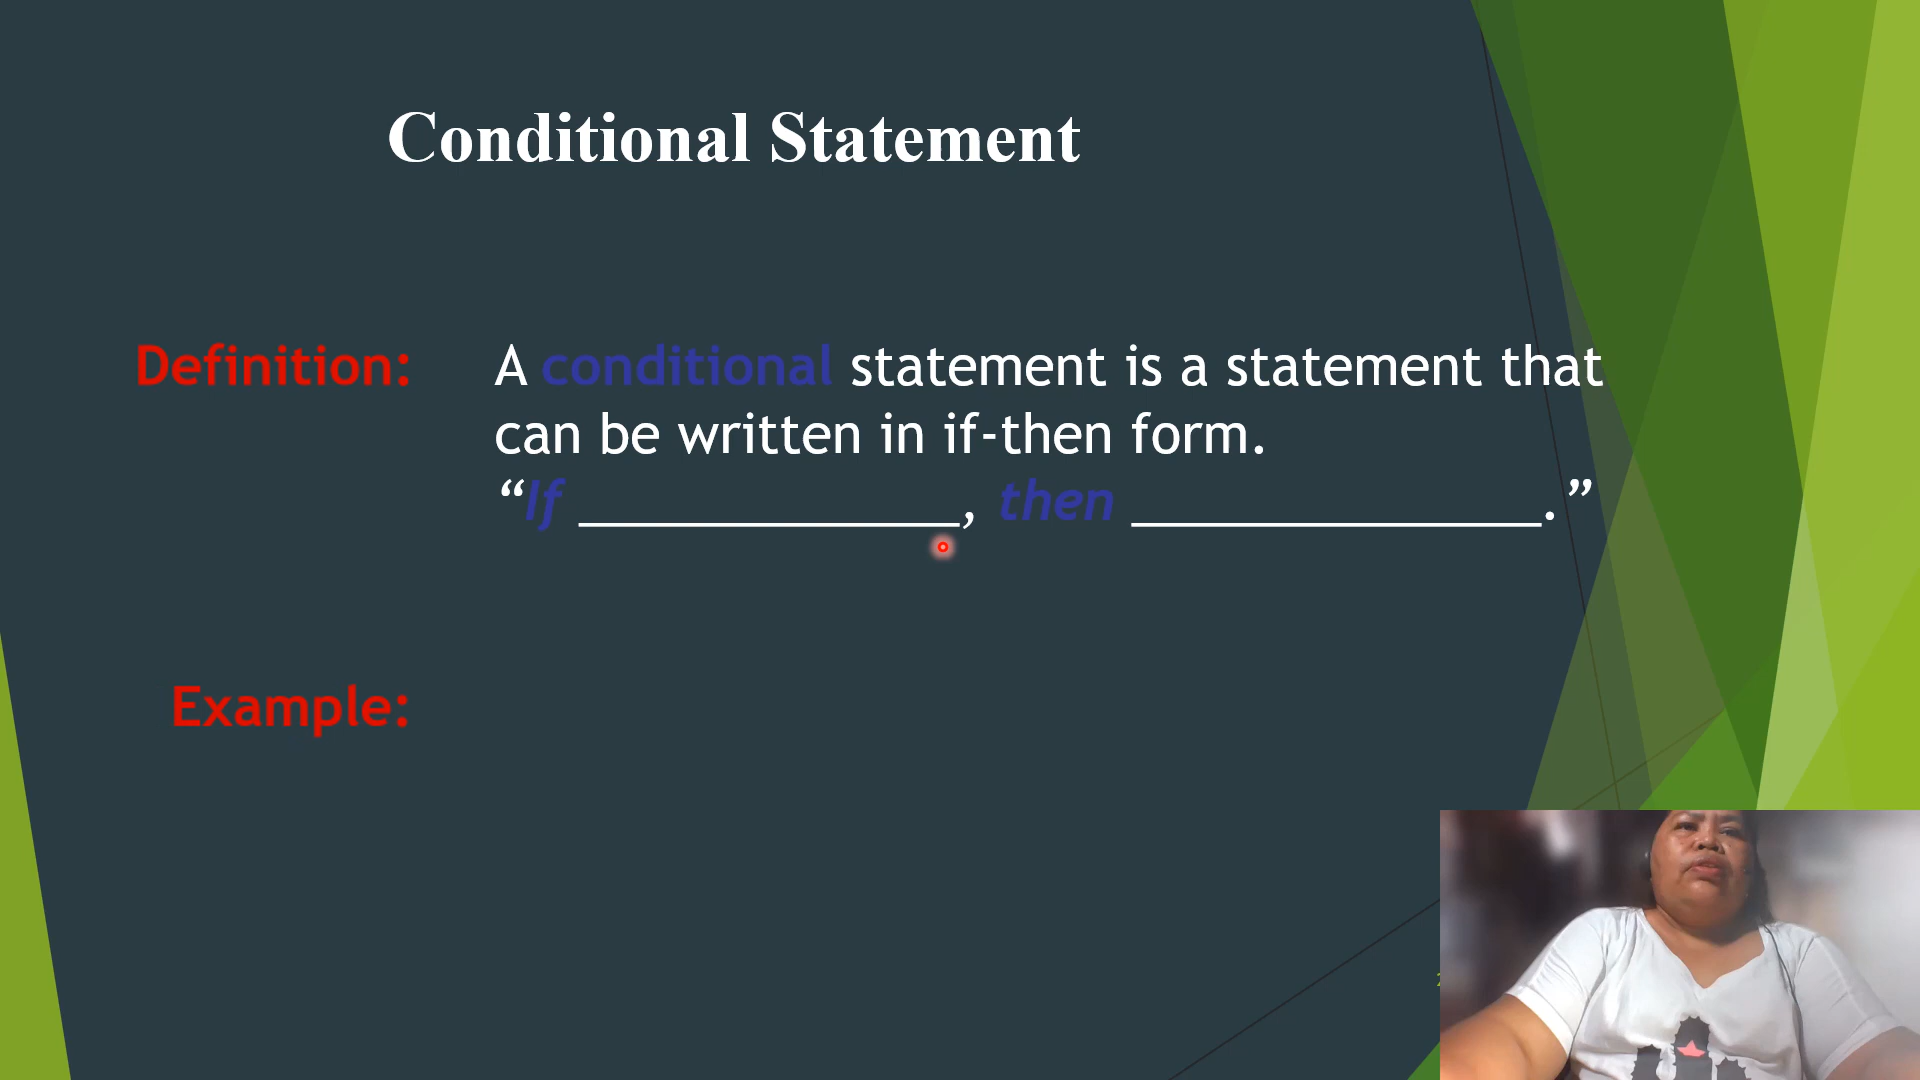 Conditional Statement
Definition: A conditional statement is a statement that
can be written in if-then form.
“If ______________, then _______________.”
Example: